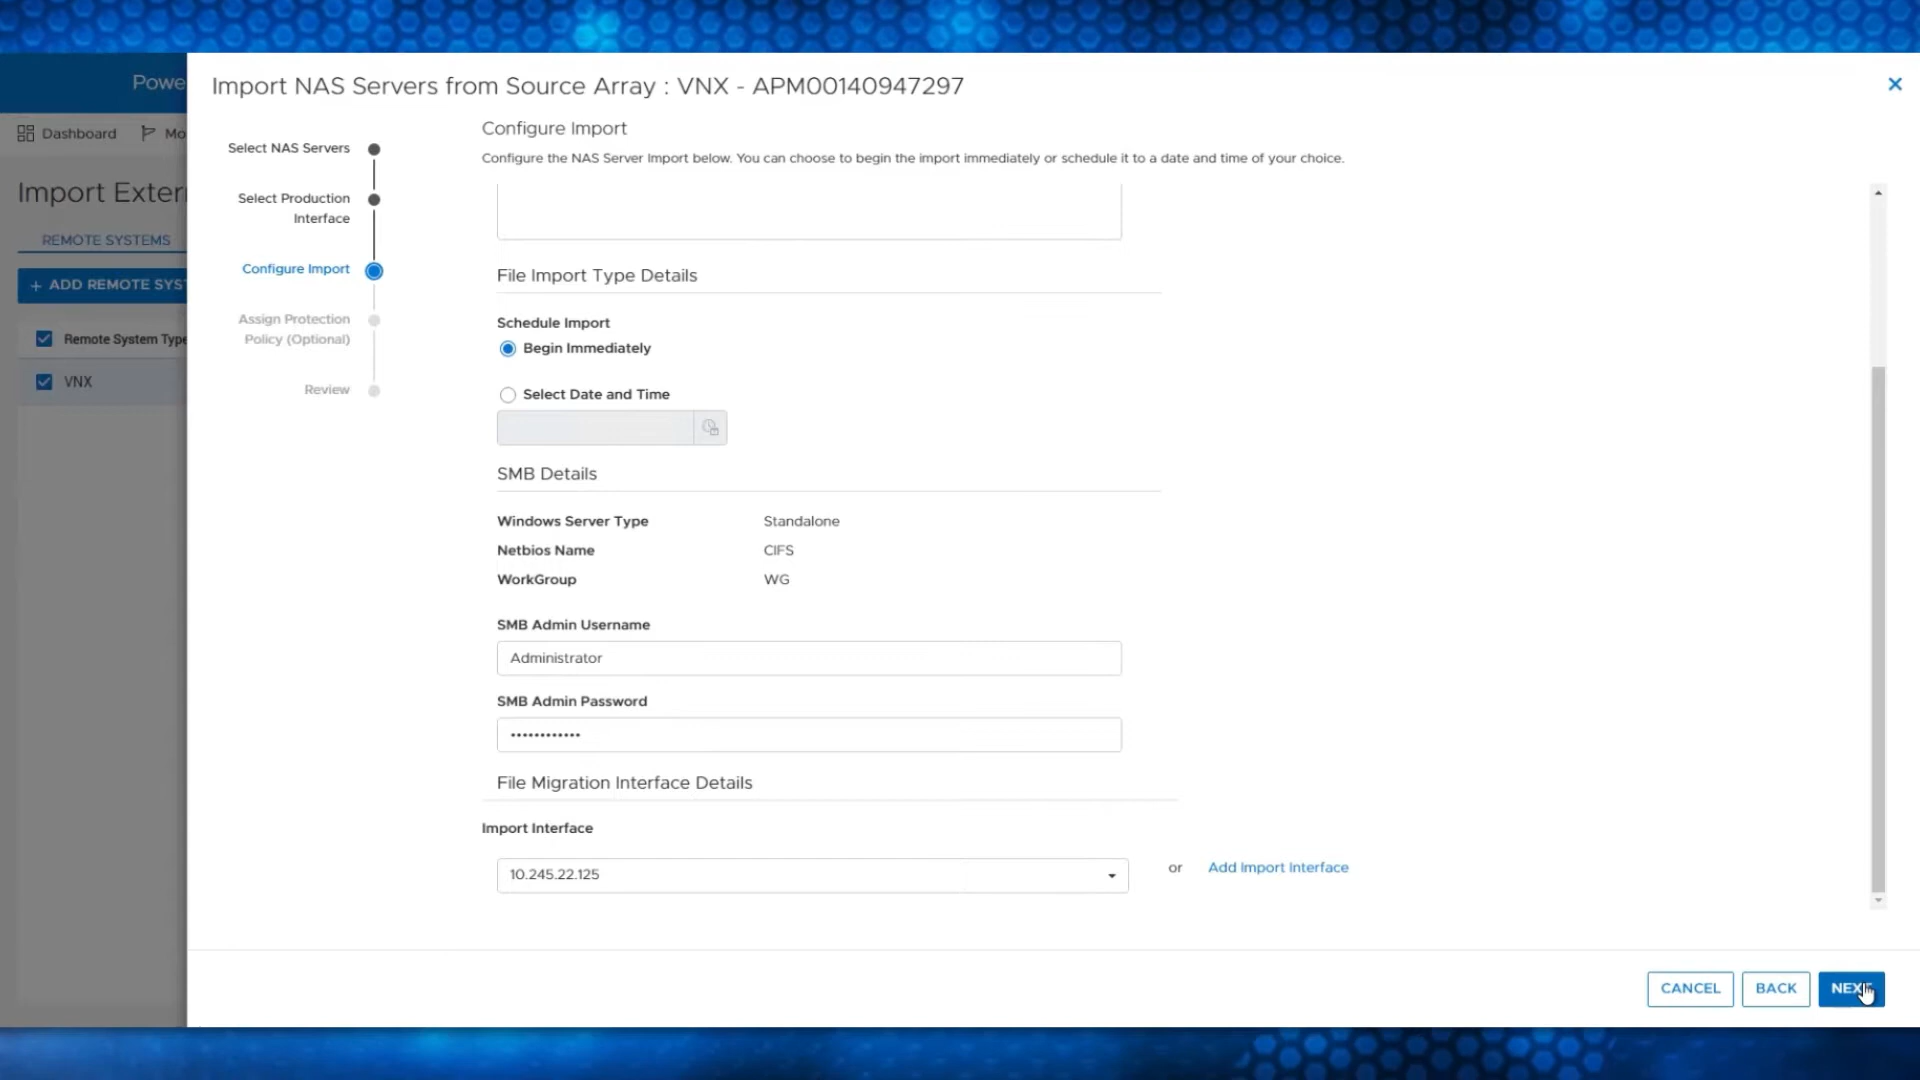 Powe
Import NAS Servers from Source Array : VNX - APM00140947297
Dashboard
Mo
Import Exter
REMOTE SYSTEMS
+ ADD REMOTE SYST
Remote System Type
VNX
Select NAS Servers
Select Production
Interface
Configure Import
Assign Protection
Policy (Optional)
Review
Configure Import
Configure the NAS Server Import below. You can choose to begin the import immediately or schedule it to a date and time of your choice.
File Import Type Details
Schedule Import
Begin Immediately
Select Date and Time
SMB Details
Windows Server Type Standalone
Netbios Name CIFS
WorkGroup WG
SMB Admin Username
Administrator
SMB Admin Password
••••••••••••
File Migration Interface Details
Import Interface
10.245.22.125 or Add Import Interface
CANCEL BACK NEXT